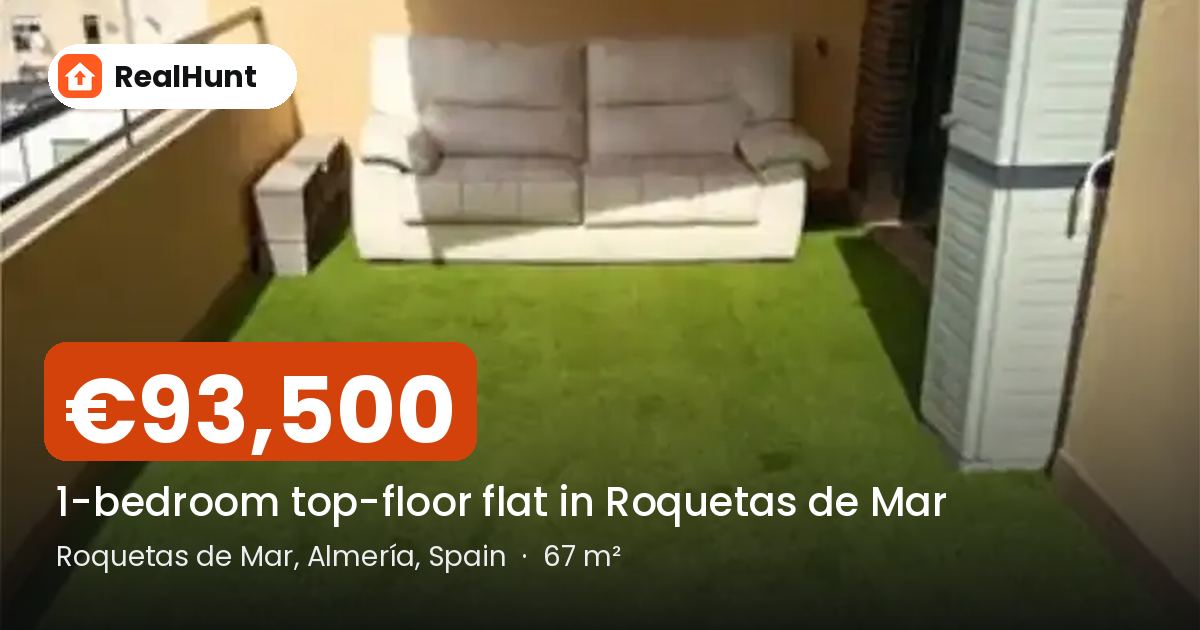 RealHunt
€93,500
1-bedroom top-floor flat in Roquetas de Mar
Roquetas de Mar, Almería, Spain · 67 m²